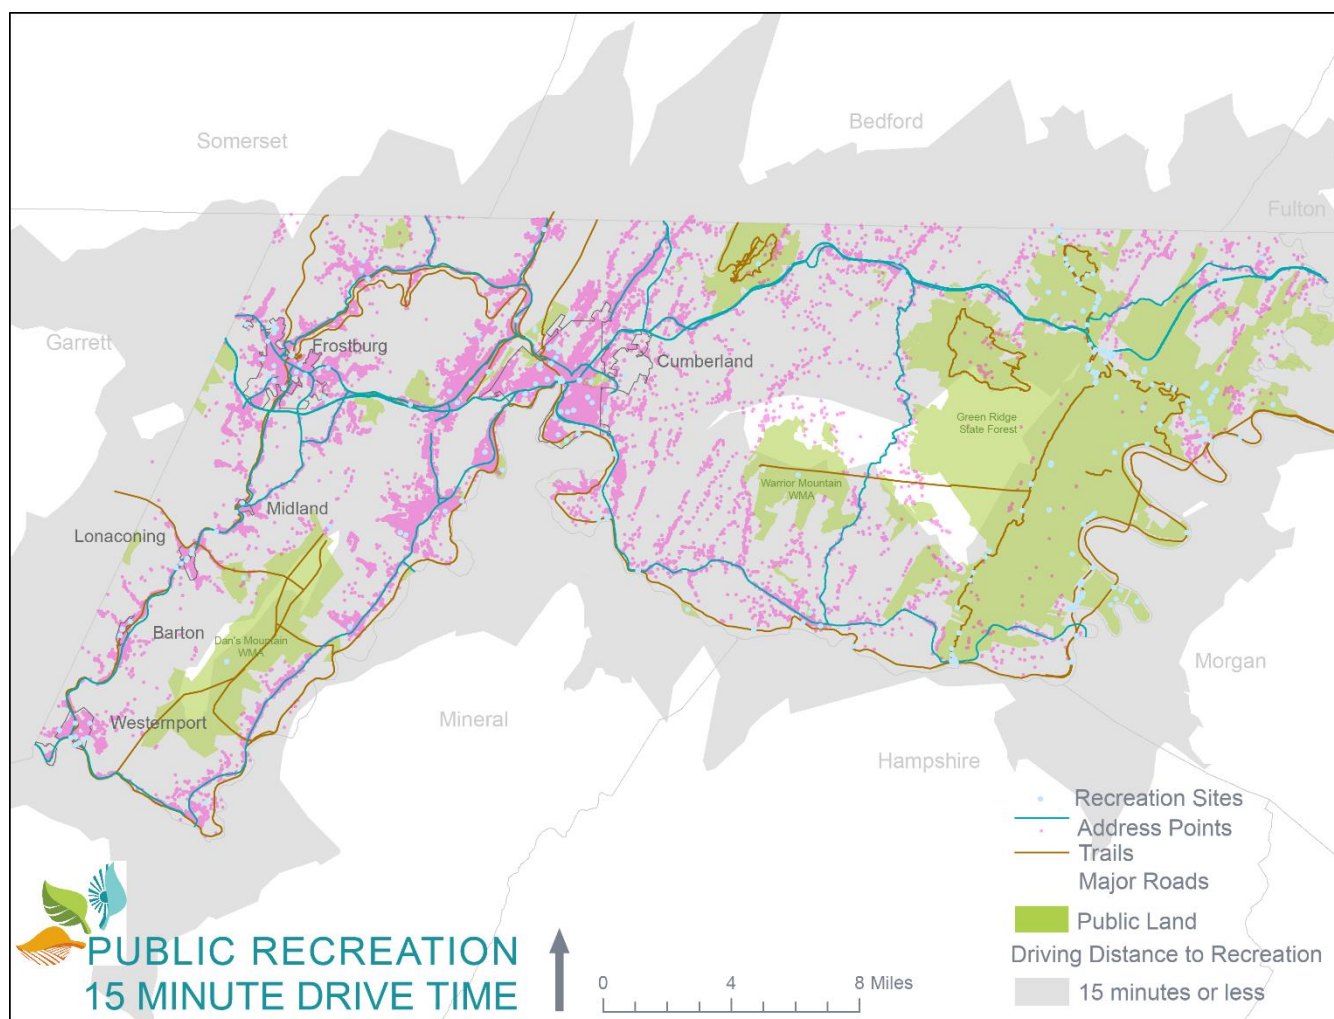 Bedford
Somerset
Fulton
Garrett
Frostburg
Cumberland
Green Ridge
State Forest
Warrior Mountain
WMA
Midland
Lonaconing
Barton
Dan's Mountain
WMA
Morgan
Westernport
Mineral
Hampshire
Recreation Sites
Address Points
Trails
Major Roads
Public Land
Driving Distance to Recreation
15 minutes or less
PUBLIC RECREATION
15 MINUTE DRIVE TIME
0 4 8 Miles